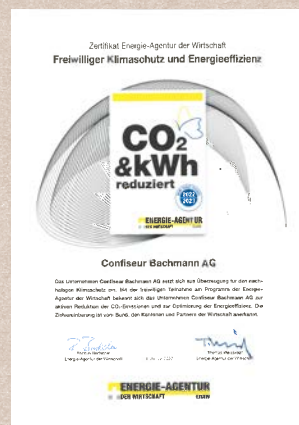 Zertifikat Energie-Agentur der Wirtschaft
Freiwilliger Klimaschutz und Energieeffizienz
CO2
&kWh
reduziert
2022
2021
ENERGIE-AGENTUR
DER WIRTSCHAFT
Confiseur Bachmann AG
Das Unternehmen Confiseur Bachmann AG setzt sich aus Überzeugung für den nach-
haltigen Klimaschutz ein. Mit der freiwilligen Teilnahme am Programm der Energie-
Agentur der Wirtschaft bekennt sich das Unternehmen Confiseur Bachmann AG zur
aktiven Reduktion der CO2-Emissionen und zur Optimierung der Energieeffizienz. Die
Zielvereinbarung ist vom Bund, den Kantonen und Partnern der Wirtschaft anerkannt.
Energie-Agentur der Wirtschaft
Energie-Agentur der Wirtschaft
ENERGIE-AGENTUR
DER WIRTSCHAFT
EnAW